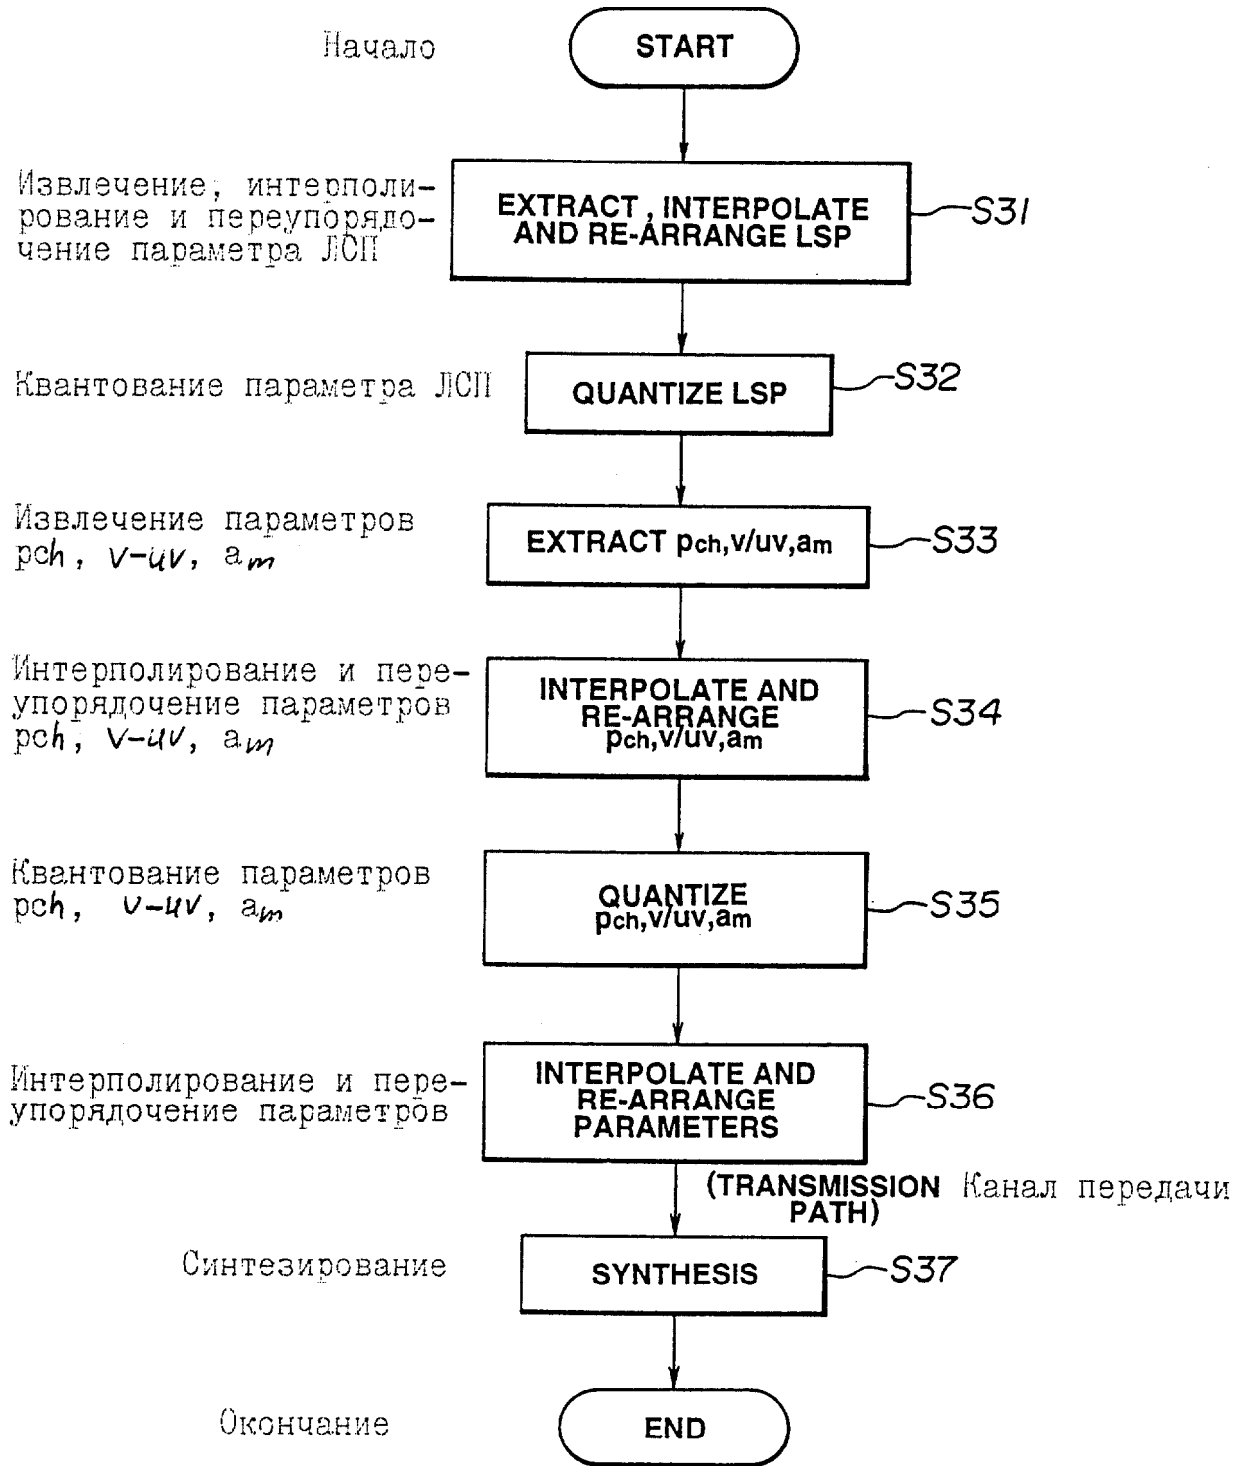 Начало
START
Извлечение, интерполи-
рование и переупорядо-
чение параметра ЛСП
EXTRACT, INTERPOLATE
AND RE-ARRANGE LSP
S31
Квантование параметра ЛСП
QUANTIZE LSP
S32
Извлечение параметров
pch, v-uv, am
EXTRACT pch,v/uv,am
S33
Интерполирование и пере-
упорядочение параметров
pch, v-uv, am
INTERPOLATE AND
RE-ARRANGE
pch,v/uv,am
S34
Квантование параметров
pch, v-uv, am
QUANTIZE
pch,v/uv,am
S35
Интерполирование и пере-
упорядочение параметров
INTERPOLATE AND
RE-ARRANGE
PARAMETERS
S36
(TRANSMISSION
PATH)
Канал передачи
Синтезирование
SYNTHESIS
S37
Окончание
END